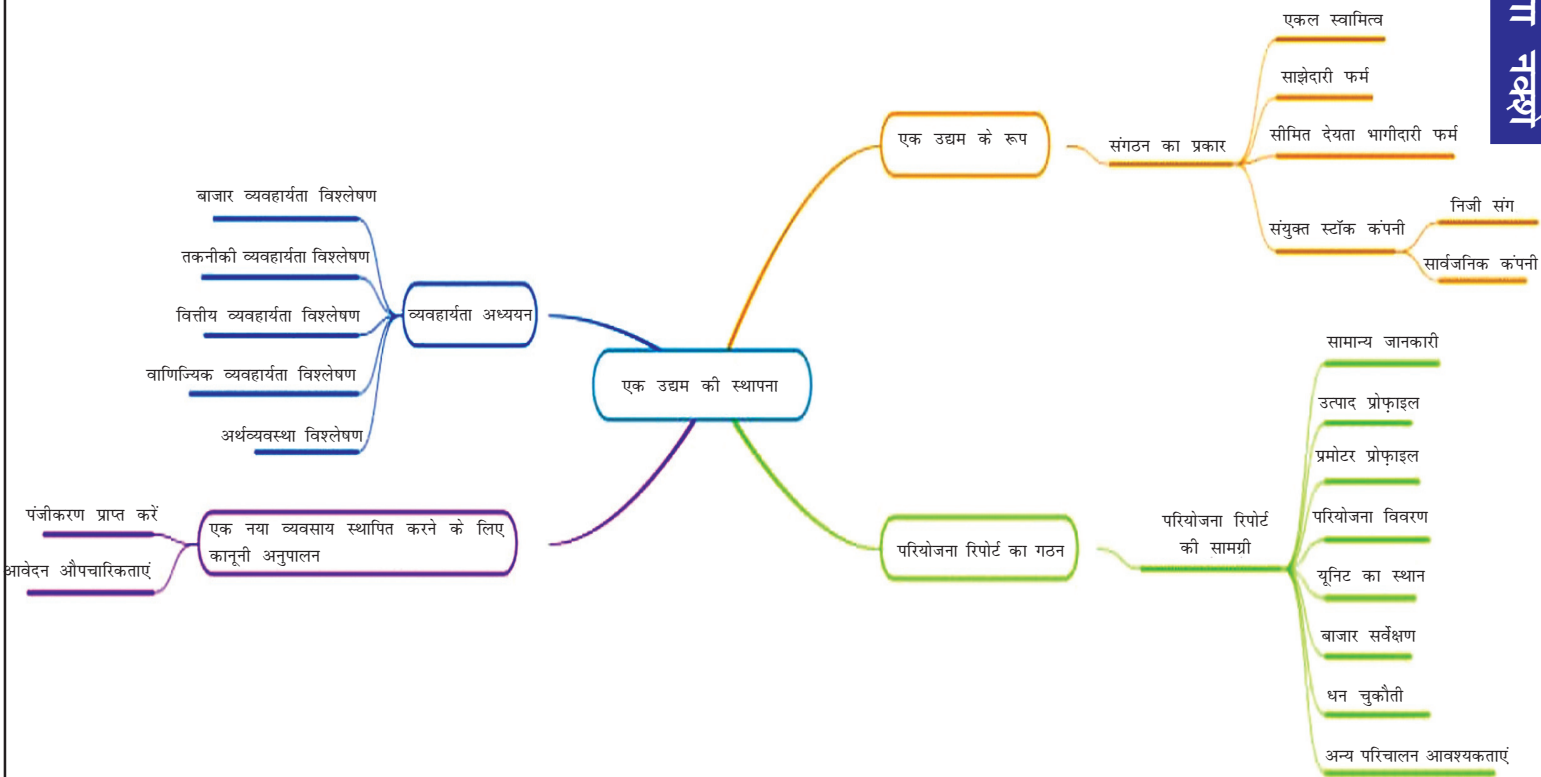 ा नक्शे
एक उद्यम की स्थापना
एक उद्यम के रूप
संगठन का प्रकार
एकल स्वामित्व
साझेदारी फर्म
सीमित देयता भागीदारी फर्म
संयुक्त स्टॉक कंपनी
निजी संग
सार्वजनिक कंपनी
बाजार व्यवहार्यता विश्लेषण
तकनीकी व्यवहार्यता विश्लेषण
वित्तीय व्यवहार्यता विश्लेषण
वाणिज्यिक व्यवहार्यता विश्लेषण
अर्थव्यवस्था विश्लेषण
व्यवहार्यता अध्ययन
पंजीकरण प्राप्त करें
आवेदन औपचारिकताएं
एक नया व्यवसाय स्थापित करने के लिए
कानूनी अनुपालन
परियोजना रिपोर्ट का गठन
परियोजना रिपोर्ट
की सामग्री
सामान्य जानकारी
उत्पाद प्रोफ़ाइल
प्रमोटर प्रोफ़ाइल
परियोजना विवरण
यूनिट का स्थान
बाजार सर्वेक्षण
धन चुकौती
अन्य परिचालन आवश्यकताएं